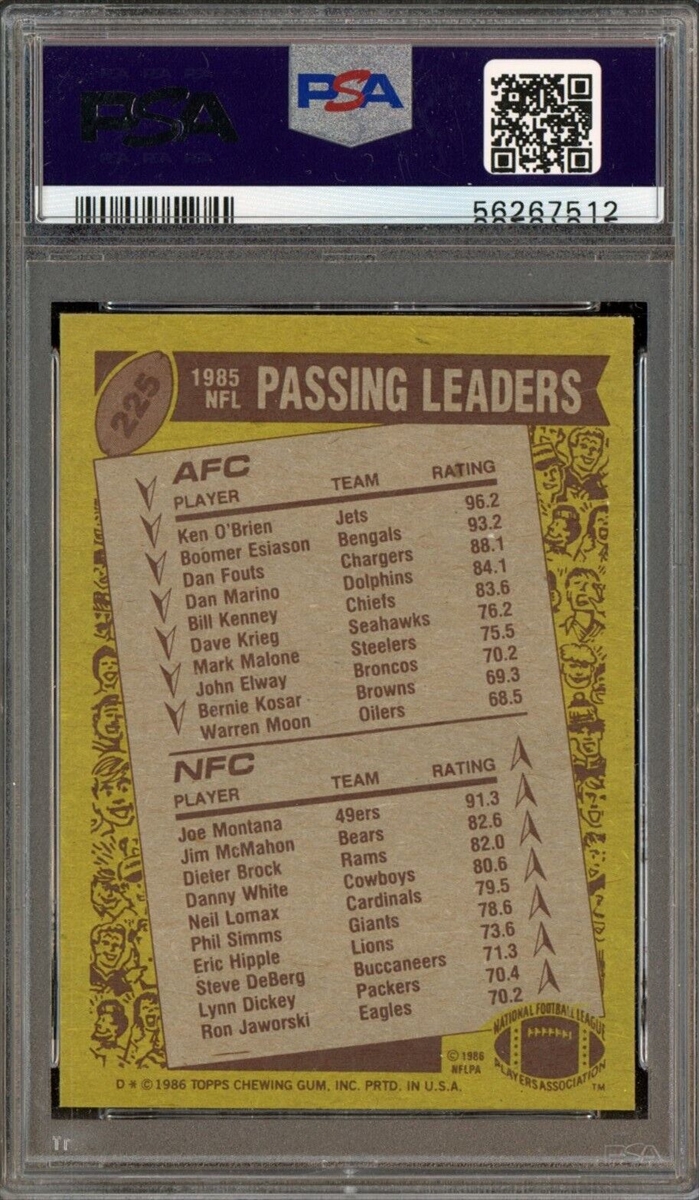 PSA
PSA
56267512
225
1985 NFL PASSING LEADERS
AFC
PLAYER TEAM RATING
Ken O'Brien Jets 96.2
Boomer Esiason Bengals 93.2
Dan Fouts Chargers 88.1
Dan Marino Dolphins 84.1
Bill Kenney Chiefs 83.6
Dave Krieg Seahawks 76.2
Mark Malone Steelers 75.5
John Elway Broncos 70.2
Bernie Kosar Browns 69.3
Warren Moon Oilers 68.5
NFC
PLAYER TEAM RATING
Joe Montana 49ers 91.3
Jim McMahon Bears 82.6
Dieter Brock Rams 82.0
Danny White Cowboys 80.6
Neil Lomax Cardinals 79.5
Phil Simms Giants 78.6
Eric Hipple Lions 73.6
Steve DeBerg Buccaneers 71.3
Lynn Dickey Packers 70.4
Ron Jaworski Eagles 70.2
© 1986
NFLPA
NATIONAL FOOTBALL LEAGUE
PLAYERS ASSOCIATION
TM
D * © 1986 TOPPS CHEWING GUM, INC. PRTD. IN U.S.A.
PSA